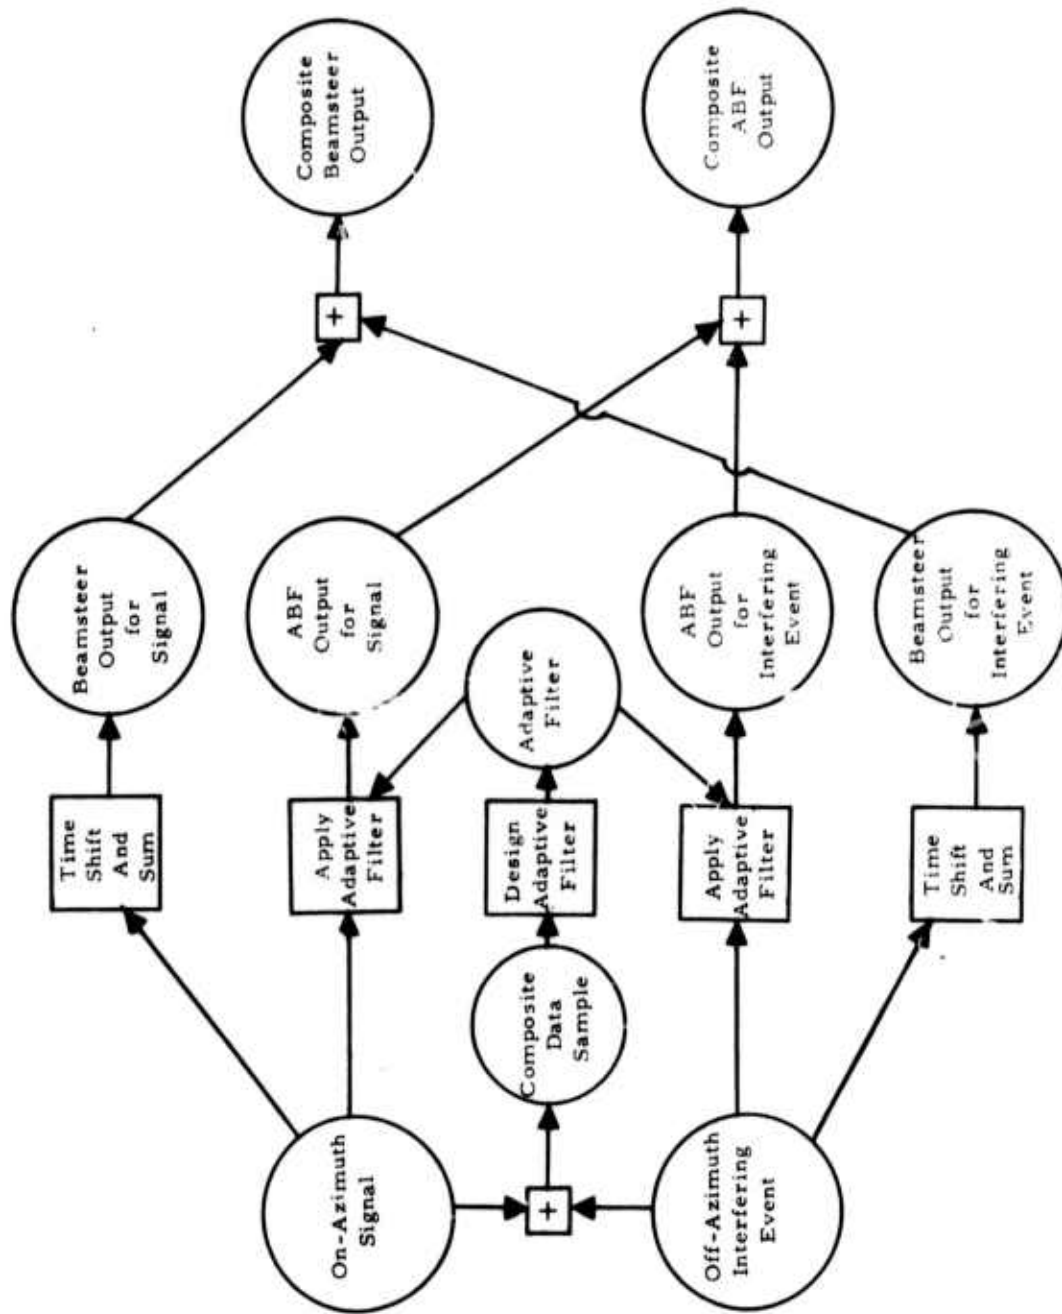 On-Azimuth
Signal
+
Off-Azimuth
Interfering
Event
Composite
Data
Sample
Time
Shift
And
Sum
Apply
Adaptive
Filter
Design
Adaptive
Filter
Apply
Adaptive
Filter
Time
Shift
And
Sum
Adaptive
Filter
Beamsteer
Output
for
Signal
ABF
Output
for
Signal
ABF
Output
for
Interfering
Event
Beamsteer
Output
for
Interfering
Event
+
+
Composite
Beamsteer
Output
Composite
ABF
Output